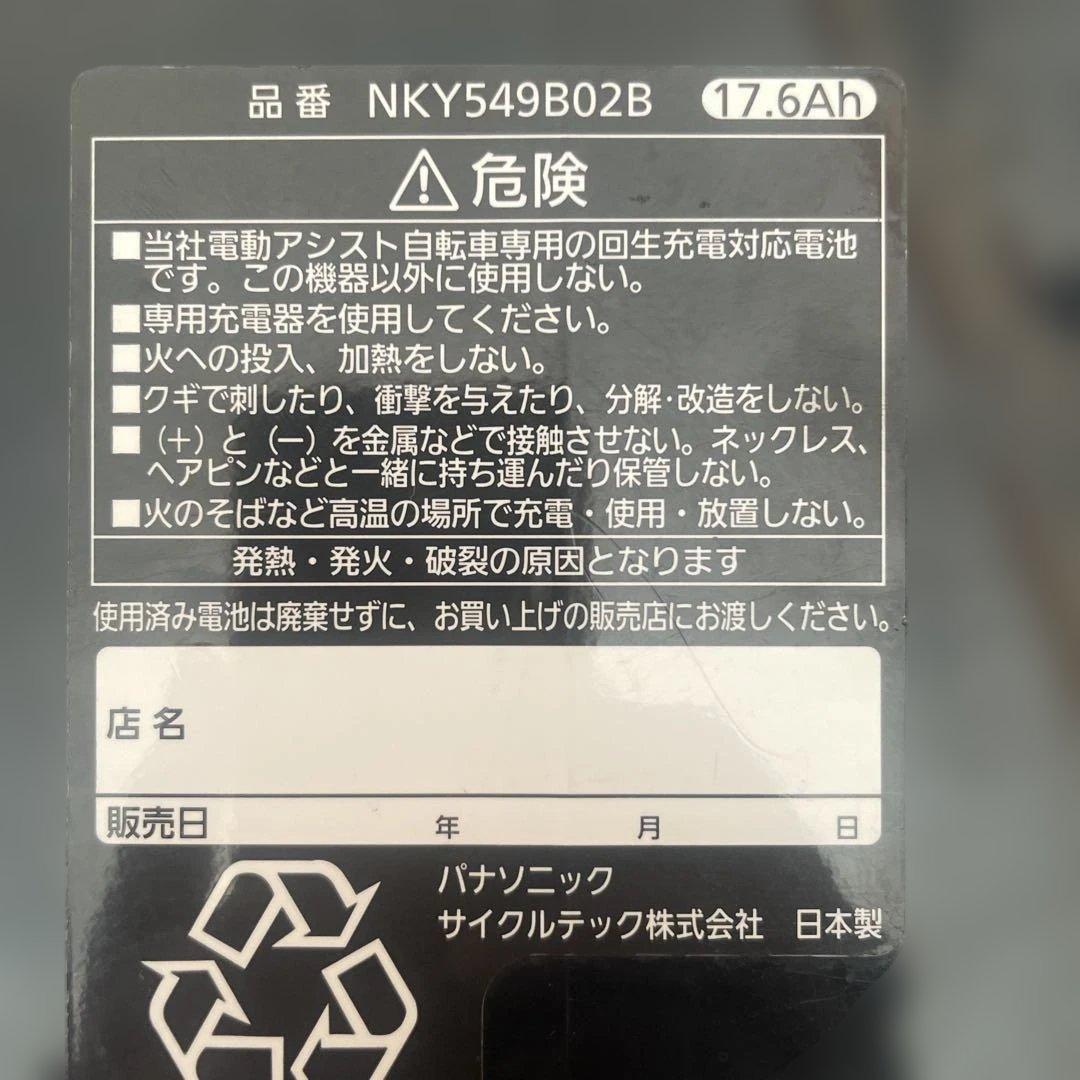 品番 NKY549B02B 17.6Ah
危険
■当社電動アシスト自転車専用の回生充電対応電池
です。この機器以外に使用しない。
■専用充電器を使用してください。
■火への投入、加熱をしない。
■クギで刺したり、衝撃を与えたり、分解・改造をしない。
■（＋）と（ー）を金属などで接触させない。ネックレス、
ヘアピンなどと一緒に持ち運んだり保管しない。
■火のそばなど高温の場所で充電・使用・放置しない。
発熱・発火・破裂の原因となります
使用済み電池は廃棄せずに、お買い上げの販売店にお渡しください。
店名
販売日 年 月 日
パナソニック
サイクルテック株式会社 日本製